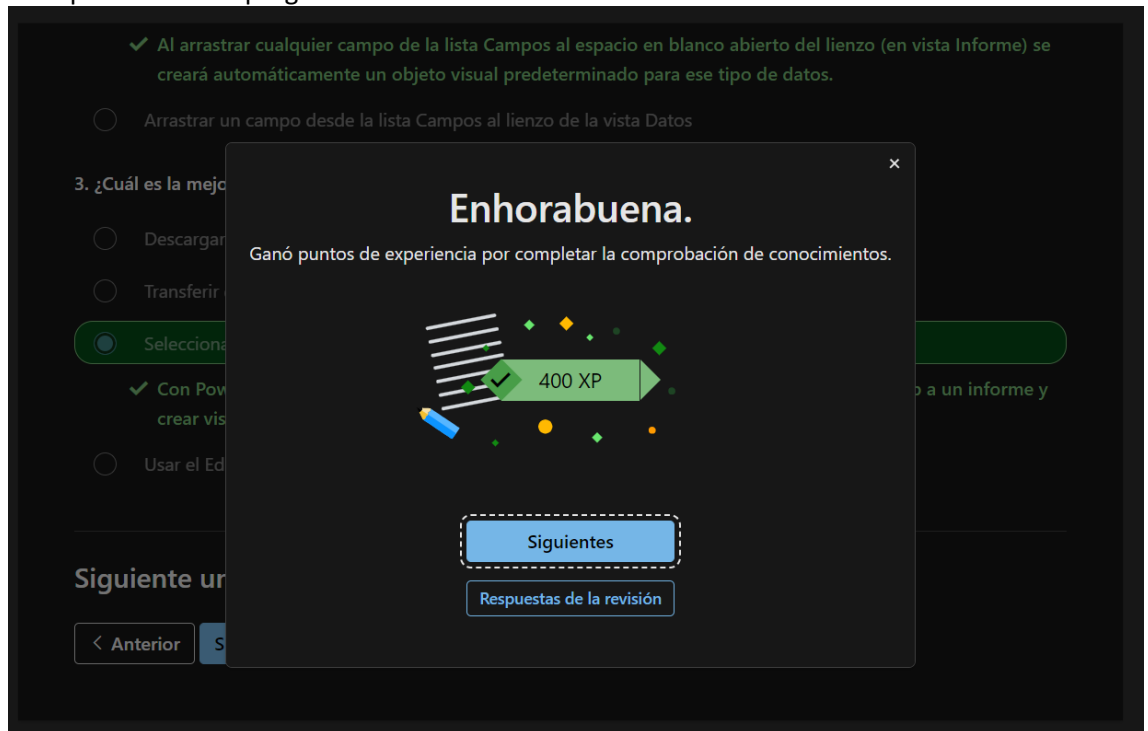 ✓ Al arrastrar cualquier campo de la lista Campos al espacio en blanco abierto del lienzo (en vista Informe) se
creará automáticamente un objeto visual predeterminado para ese tipo de datos.
Arrastrar un campo desde la lista Campos al lienzo de la vista Datos
×
3. ¿Cuál es la mejo
Enhorabuena.
Descargar
Ganó puntos de experiencia por completar la comprobación de conocimientos.
Transferir
Selecciona
400 XP
✓ Con Pow
o a un informe y
crear vis
Usar el Ed
Siguientes
Siguiente un
Respuestas de la revisión
< Anterior
S